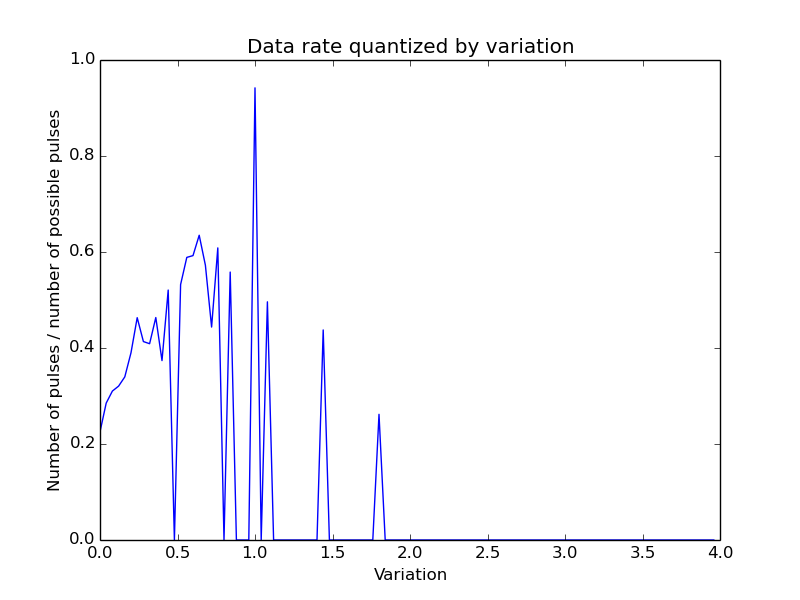 Data rate quantized by variation
Number of pulses / number of possible pulses
1.0
0.8
0.6
0.4
0.2
0.0
0.0 0.5 1.0 1.5 2.0 2.5 3.0 3.5 4.0
Variation